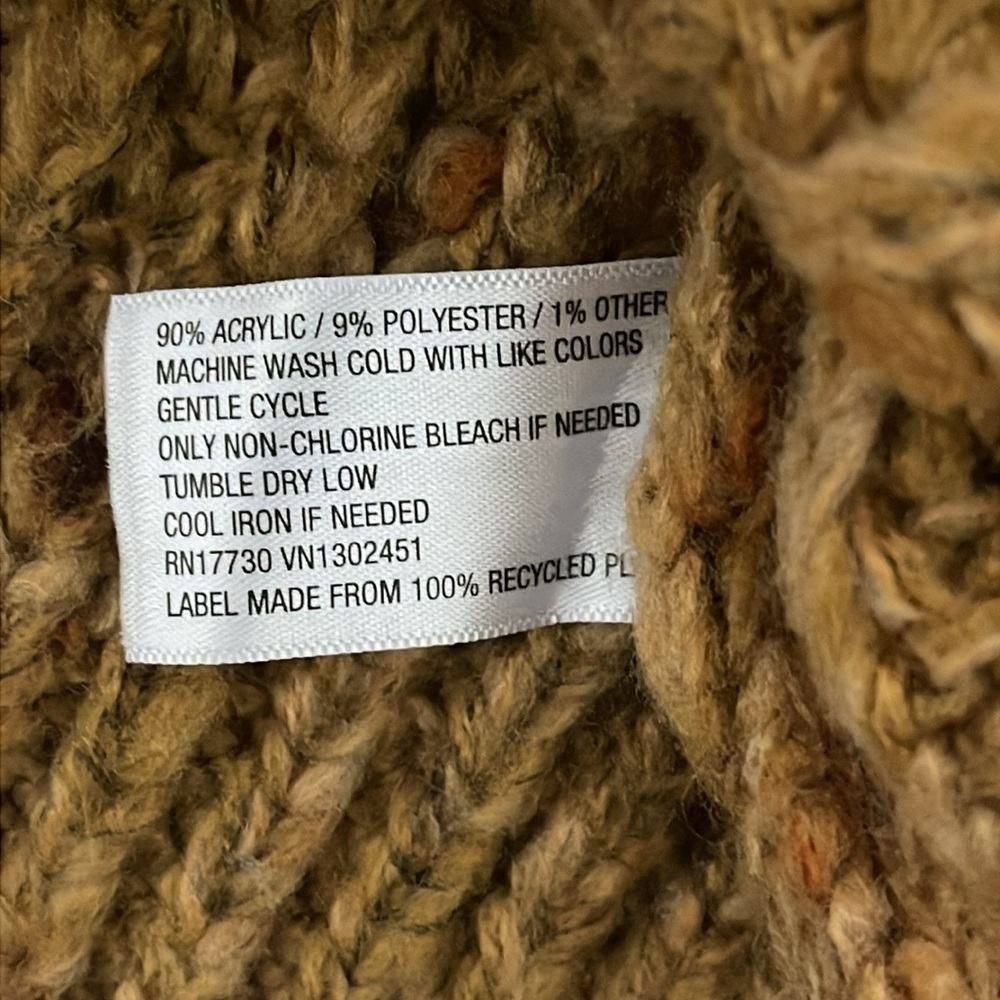 90% ACRYLIC / 9% POLYESTER / 1% OTHER
MACHINE WASH COLD WITH LIKE COLORS
GENTLE CYCLE
ONLY NON-CHLORINE BLEACH IF NEEDED
TUMBLE DRY LOW
COOL IRON IF NEEDED
RN17730 VN1302451
LABEL MADE FROM 100% RECYCLED